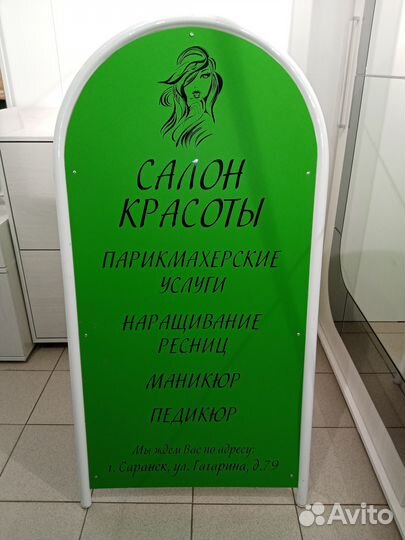 САЛОН
КРАСОТЫ
ПАРИКМАХЕРСКИЕ
УСЛУГИ
НАРАЩИВАНИЕ
РЕСНИЦ
МАНИКЮР
ПЕДИКЮР
Мы ждем Вас по адресу:
г. Саранск, ул. Гагарина, д.79
Avito